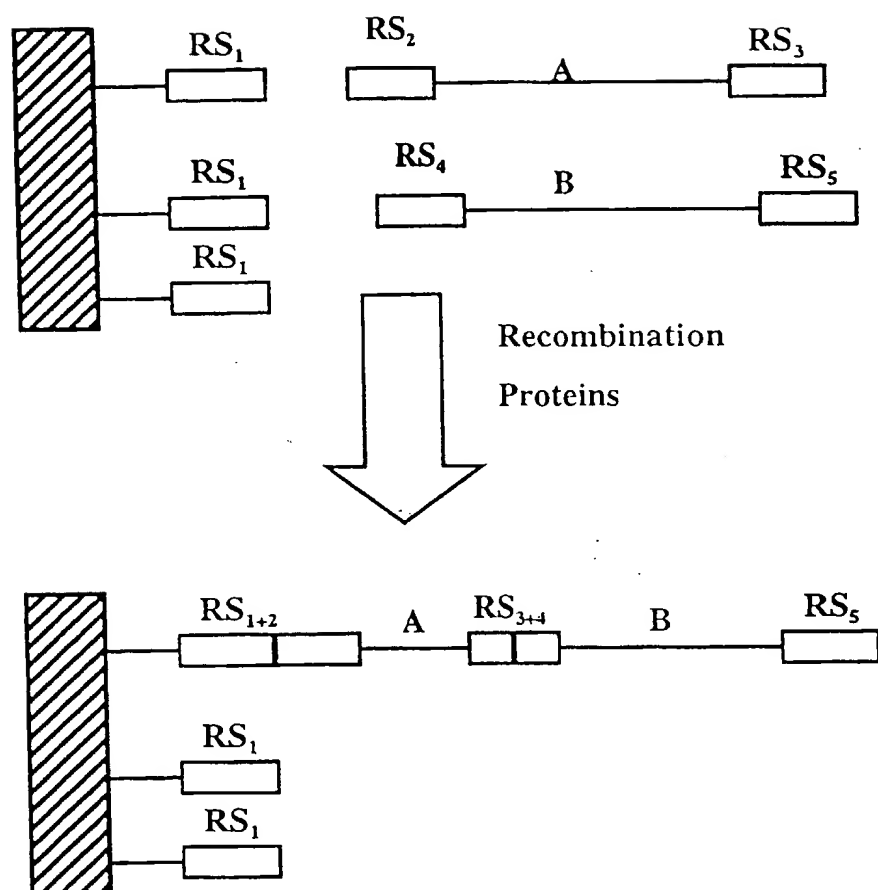 RS₁ RS₂ A RS₃
RS₁ RS₄ B RS₅
RS₁
Recombination
Proteins
RS₁₊₂ A RS₃₊₄ B RS₅
RS₁
RS₁